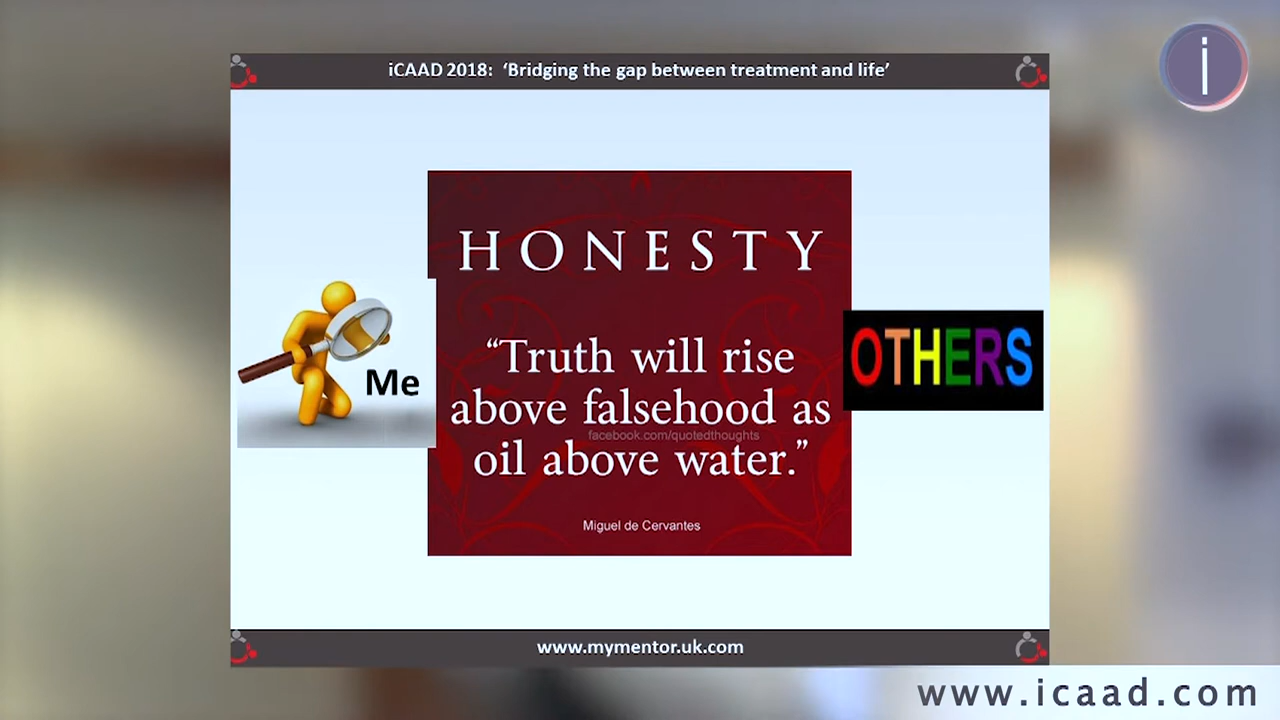 i
iCAAD 2018:  ‘Bridging the gap between treatment and life’
HONESTY
“Truth will rise
above falsehood as
facebook.com/quotedthoughts
oil above water.”
Miguel de Cervantes
Me
OTHERS
www.mymentor.uk.com
www.icaad.com